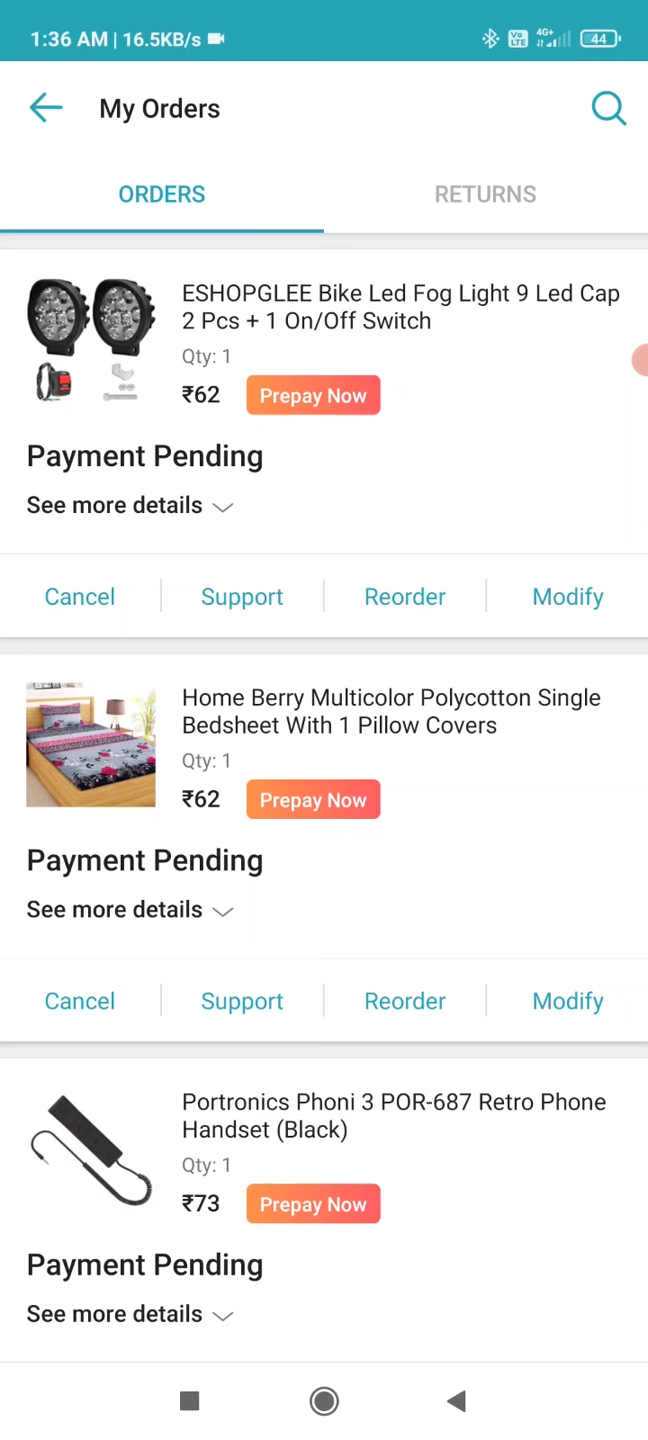 1:36 AM | 16.5KB/s
Vo LTE 4G+ 44
My Orders
ORDERS RETURNS
ESHOPGLEE Bike Led Fog Light 9 Led Cap
2 Pcs + 1 On/Off Switch
Qty: 1
₹62 Prepay Now
Payment Pending
See more details
Cancel Support Reorder Modify
Home Berry Multicolor Polycotton Single
Bedsheet With 1 Pillow Covers
Qty: 1
₹62 Prepay Now
Payment Pending
See more details
Cancel Support Reorder Modify
Portronics Phoni 3 POR-687 Retro Phone
Handset (Black)
Qty: 1
₹73 Prepay Now
Payment Pending
See more details